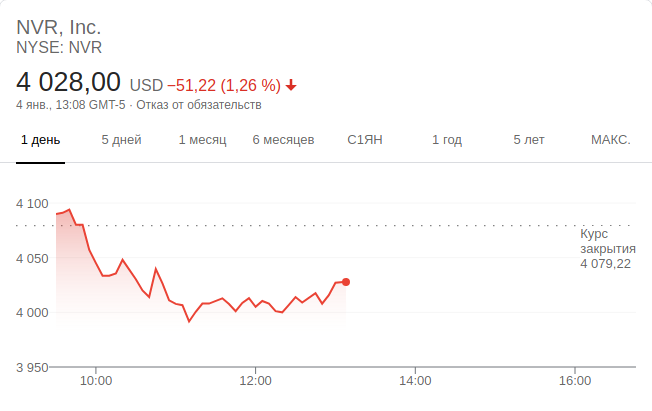 NVR, Inc.
NYSE: NVR
4 028,00 USD −51,22 (1,26 %)
4 янв., 13:08 GMT-5 · Отказ от обязательств
1 день 5 дней 1 месяц 6 месяцев С1ЯН 1 год 5 лет МАКС.
4 100
Курс
закрытия
4 050
4 079,22
4 000
3 950
10:00 12:00 14:00 16:00